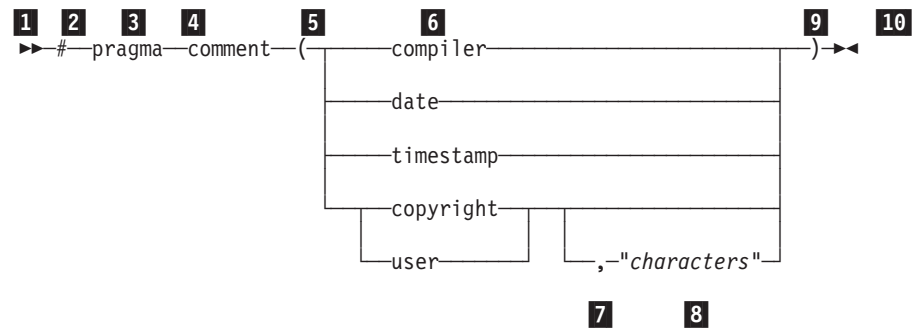 1 2 3 4 5 6 9 10
# pragma comment ( compiler )
date
timestamp
copyright
user , "characters"
7 8